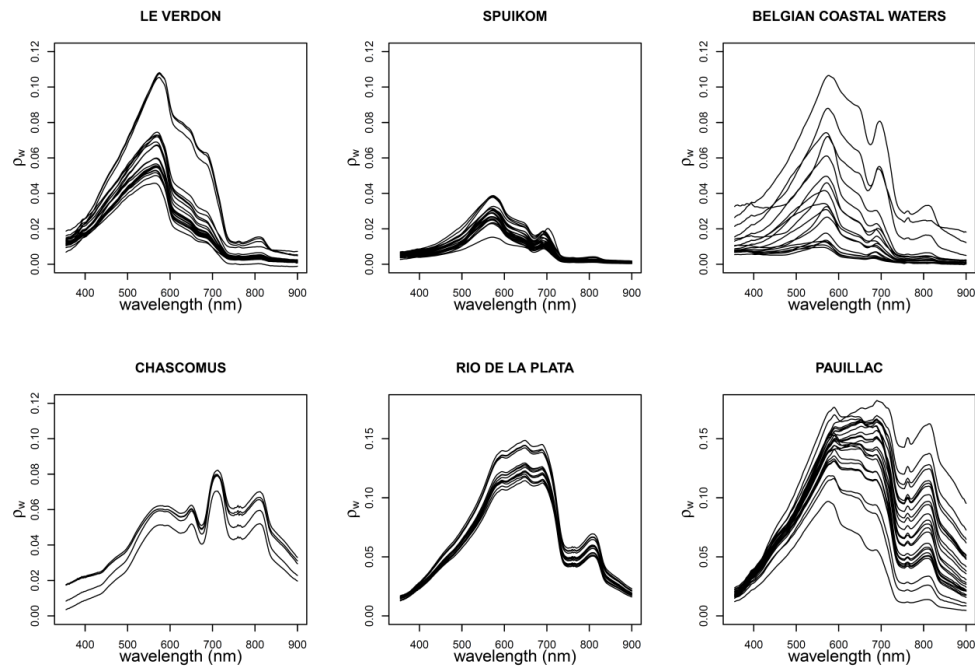 LE VERDON
SPUIKOM
BELGIAN COASTAL WATERS
0.12
0.10
0.08
0.06
0.04
0.02
0.00
ρw
400 500 600 700 800 900
wavelength (nm)
0.12
0.10
0.08
0.06
0.04
0.02
0.00
ρw
400 500 600 700 800 900
wavelength (nm)
0.12
0.10
0.08
0.06
0.04
0.02
0.00
ρw
400 500 600 700 800 900
wavelength (nm)
CHASCOMUS
RIO DE LA PLATA
PAUILLAC
0.12
0.10
0.08
0.06
0.04
0.02
0.00
ρw
400 500 600 700 800 900
wavelength (nm)
0.15
0.10
0.05
0.00
ρw
400 500 600 700 800 900
wavelength (nm)
0.15
0.10
0.05
0.00
ρw
400 500 600 700 800 900
wavelength (nm)